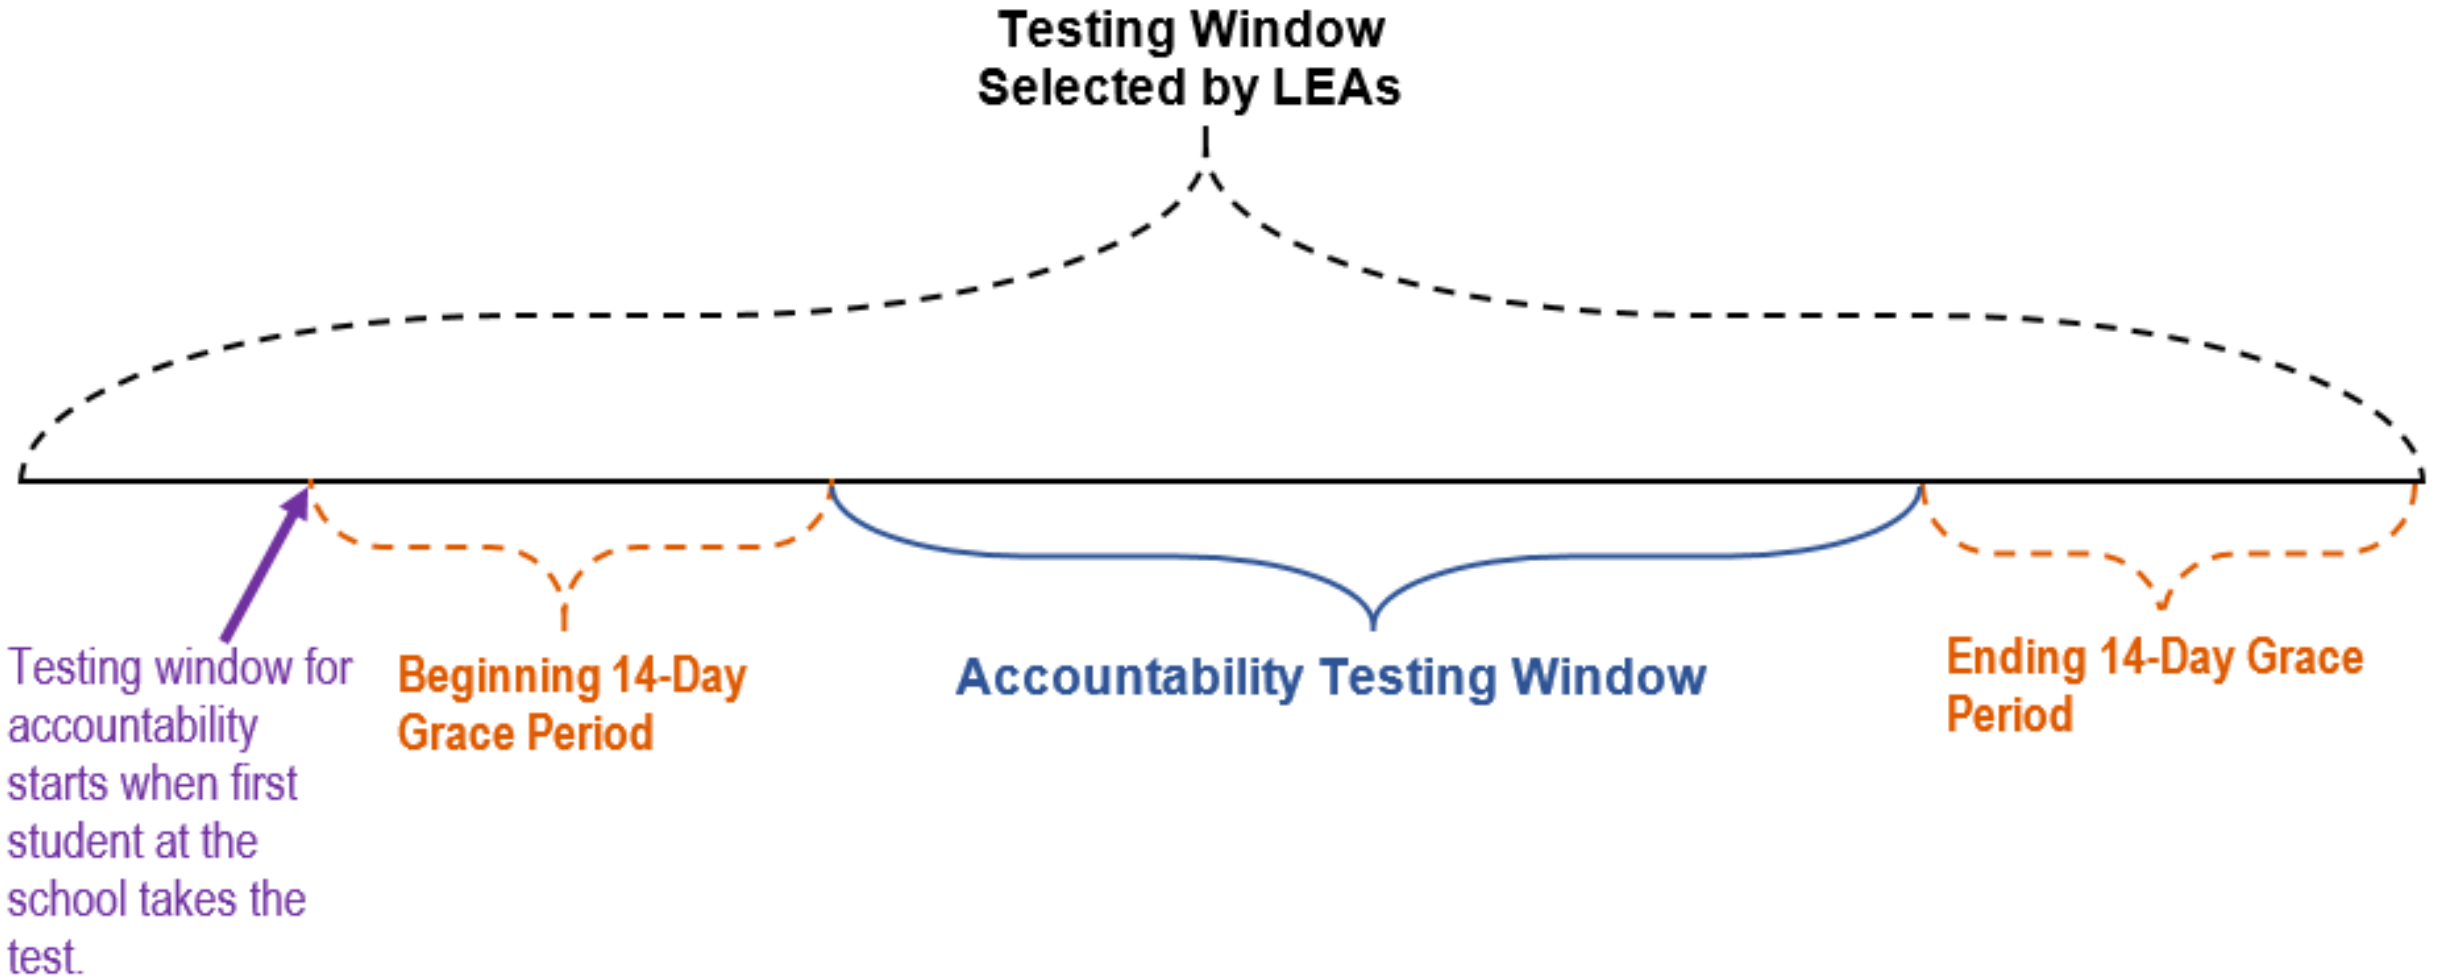 Testing Window
Selected by LEAs
Testing window for
accountability
starts when first
student at the
school takes the
test.
Beginning 14-Day
Grace Period
Accountability Testing Window
Ending 14-Day Grace
Period